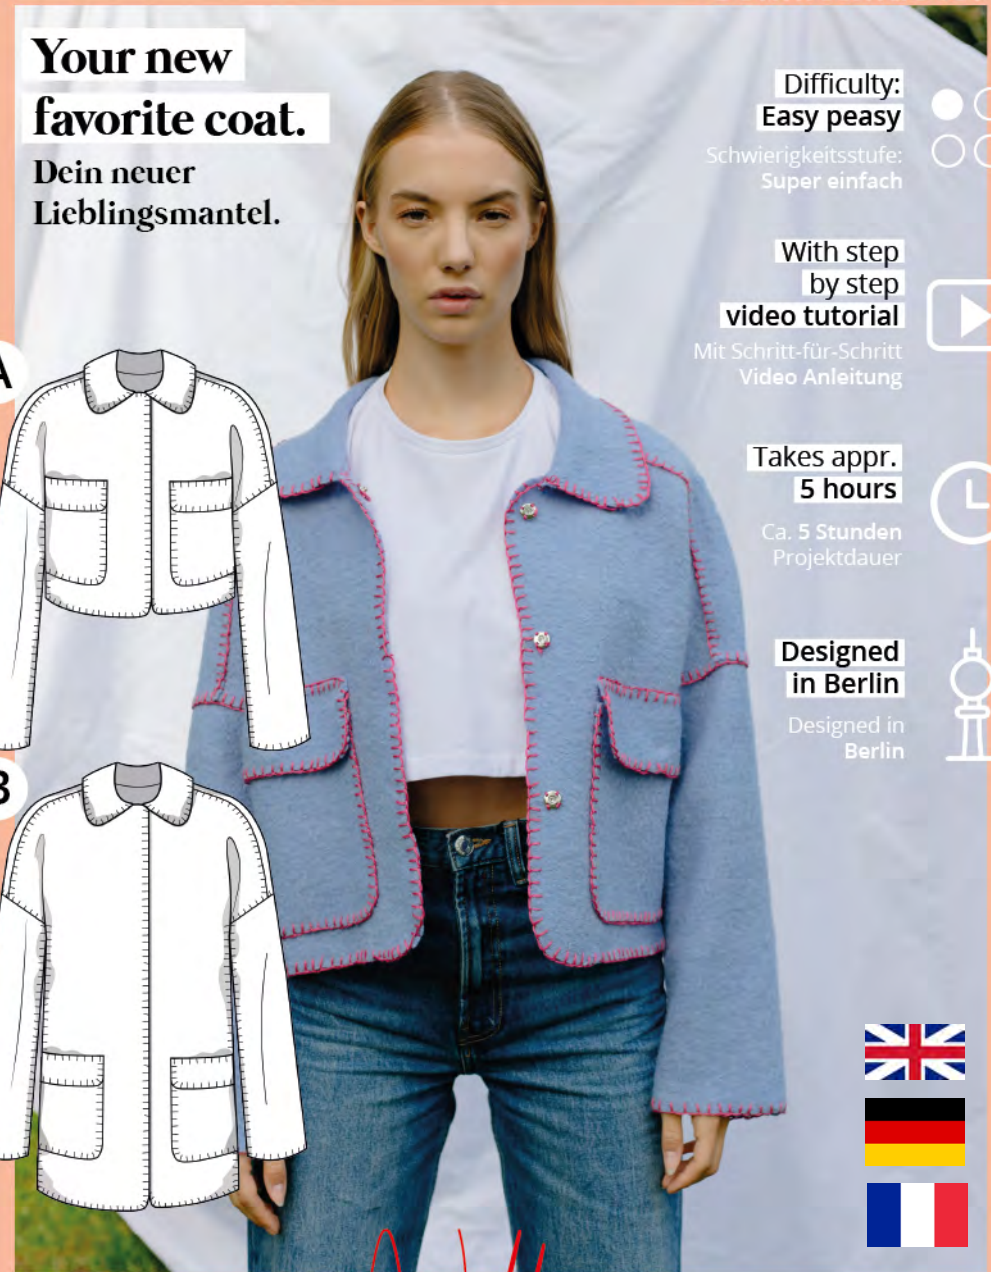 Your new
favorite coat.
Dein neuer
Lieblingsmantel.
Difficulty:
Easy peasy
Schwierigkeitsstufe:
Super einfach
With step
by step
video tutorial
Mit Schritt-für-Schritt
Video Anleitung
Takes appr.
5 hours
Ca. 5 Stunden
Projektdauer
Designed
in Berlin
Designed in
Berlin
A
B